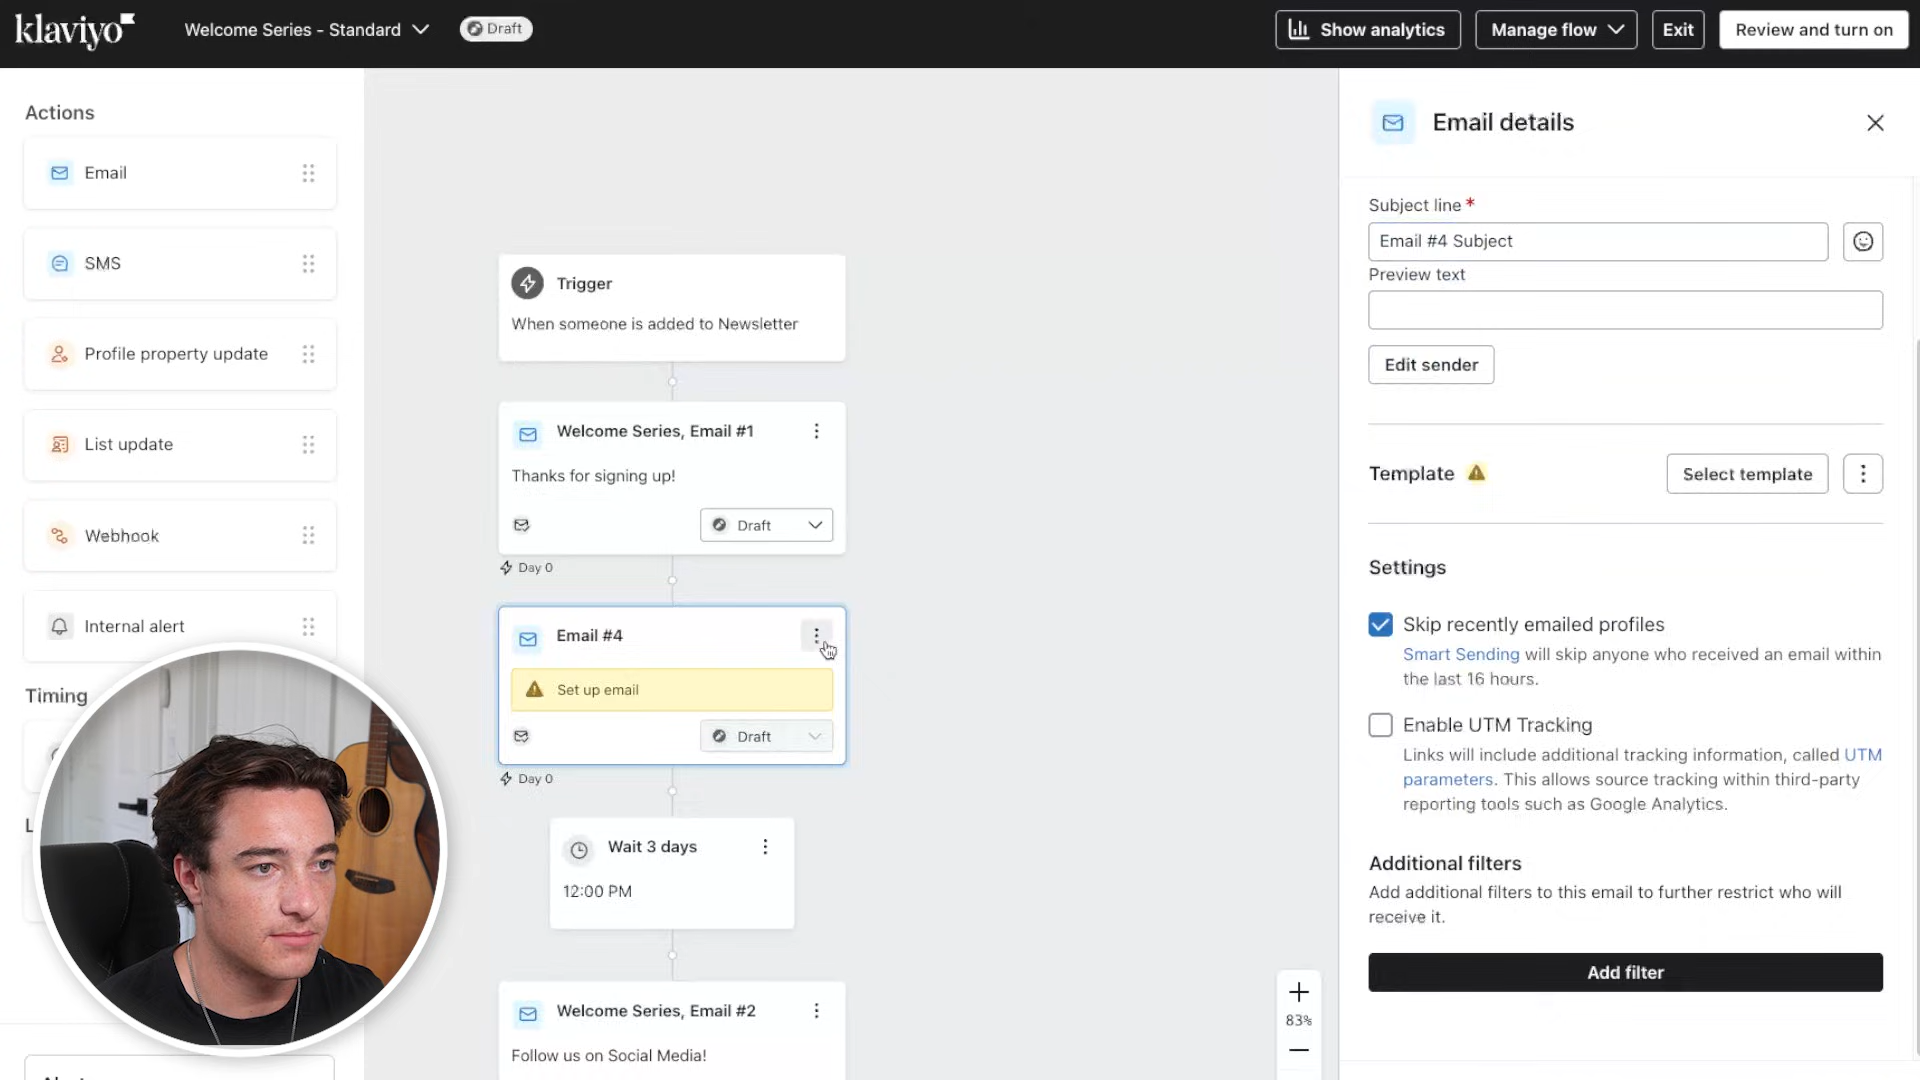 klaviyo
Welcome Series - Standard
Draft
Show analytics
Manage flow
Exit
Review and turn on
Actions
Email
SMS
Profile property update
List update
Webhook
Internal alert
Timing
Trigger
When someone is added to Newsletter
Welcome Series, Email #1
Thanks for signing up!
Draft
Day 0
Email #4
Set up email
Draft
Day 0
Wait 3 days
12:00 PM
Welcome Series, Email #2
Follow us on Social Media!
83%
Email details
Subject line *
Email #4 Subject
Preview text
Edit sender
Template
Select template
Settings
Skip recently emailed profiles
Smart Sending will skip anyone who received an email within
the last 16 hours.
Enable UTM Tracking
Links will include additional tracking information, called UTM
parameters. This allows source tracking within third-party
reporting tools such as Google Analytics.
Additional filters
Add additional filters to this email to further restrict who will
receive it.
Add filter